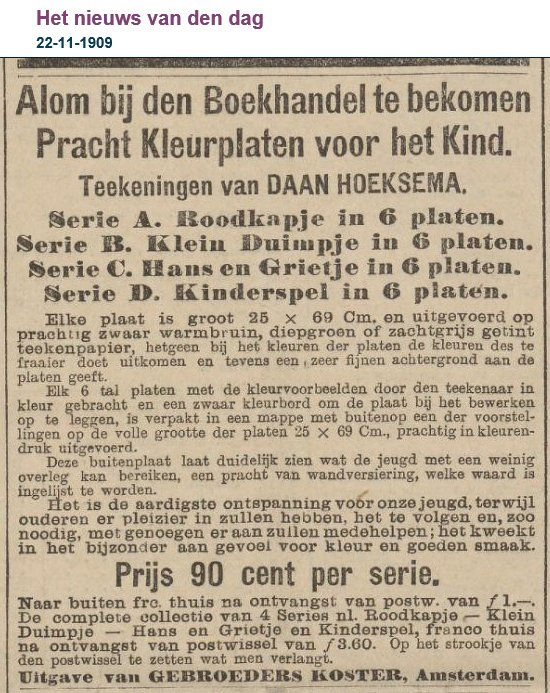 Het nieuws van den dag
22-11-1909
Alom bij den Boekhandel te bekomen
Pracht Kleurplaten voor het Kind.
Teekeningen van DAAN HOEKSEMA.
Serie A. Roodkapje in 6 platen.
Serie B. Klein Duimpje in 6 platen.
Serie C. Hans en Grietje in 6 platen.
Serie D. Kinderspel in 6 platen.
Elke plaat is groot 25 × 69 Cm. en uitgevoerd op
prachtig zwaar warmbruin, diepgroen of zachtgrijs getint
teekenpapier, hetgeen bij het kleuren der platen de kleuren des te
fraaier doet uitkomen en tevens een zeer fijnen achtergrond aan de
platen geeft.
Elk 6 tal platen met de kleurvoorbeelden door den teekenaar in
kleur gebracht en een zwaar kleurbord om de plaat bij het bewerken
op te leggen, is verpakt in een mappe met buitenop een der voorstel-
lingen op de volle grootte der platen 25 × 69 Cm., prachtig in kleuren-
druk uitgevoerd.
Deze buitenplaat laat duidelijk zien wat de jeugd met een weinig
overleg kan bereiken, een pracht van wandversiering, welke waard is
ingelijst te worden.
Het is de aardigste ontspanning voor onze jeugd, terwijl
ouderen er pleizier in zullen hebben, het te volgen en, zoo
noodig, met genoegen er aan zullen medehelpen; het kweekt
in het bijzonder aan gevoel voor kleur en goeden smaak.
Prijs 90 cent per serie.
Naar buiten frc. thuis na ontvangst van postw. van ƒ1.—.
De complete collectie van 4 Series nl. Roodkapje — Klein
Duimpje — Hans en Grietje en Kinderspel, franco thuis
na ontvangst van postwissel van ƒ3.60. Op het strookje van
den postwissel te zetten wat men verlangt.
Uitgave van GEBROEDERS KOSTER, Amsterdam.